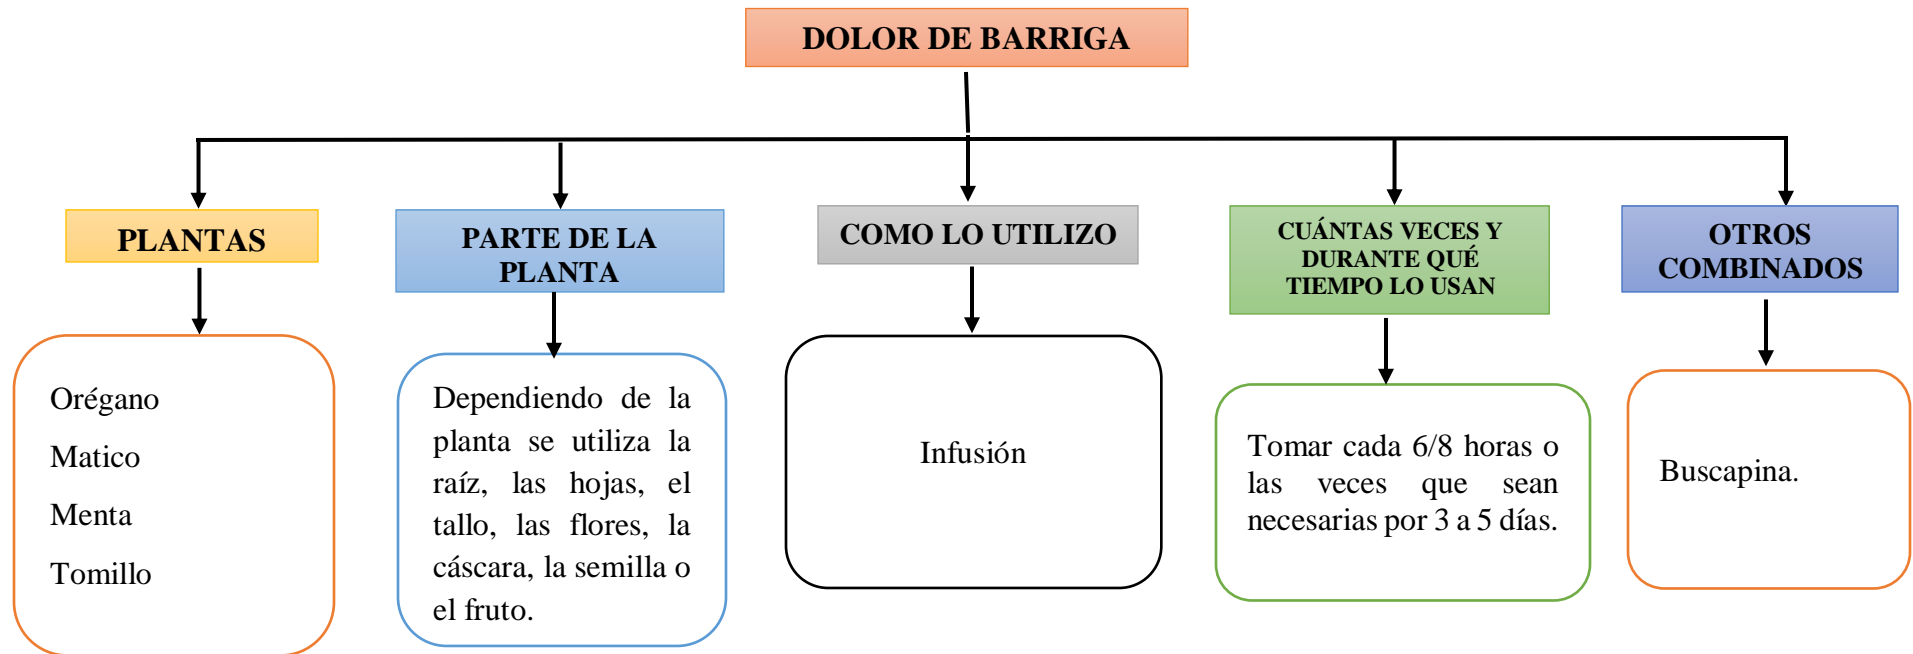 DOLOR DE BARRIGA
PLANTAS
PARTE DE LA
PLANTA
COMO LO UTILIZO
CUÁNTAS VECES Y
DURANTE QUÉ
TIEMPO LO USAN
OTROS
COMBINADOS
Orégano
Matico
Menta
Tomillo
Dependiendo de la
planta se utiliza la
raíz, las hojas, el
tallo, las flores, la
cáscara, la semilla o
el fruto.
Infusión
Tomar cada 6/8 horas o
las veces que sean
necesarias por 3 a 5 días.
Buscapina.